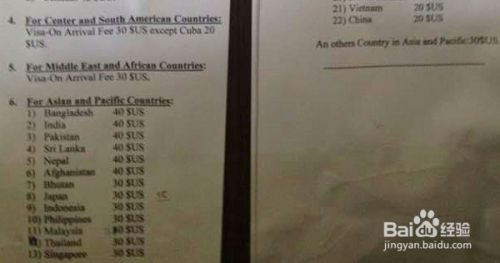 4. For Center and South American Countries:
Visa-On Arrival Fee 30 $US except Cuba 20
$US.
5. For Middle East and African Countries:
Visa-On Arrival Fee 30 $US.
6. For Asian and Pacific Countries:
1) Bangladesh 40 $US
2) India 40 $US
3) Pakistan 40 $US
4) Sri Lanka 40 $US
5) Nepal 40 $US
6) Afghanistan 40 $US
7) Bhutan 30 $US
8) Japan 30 $US
9) Indonesia 30 $US
10) Philippines 30 $US
11) Malaysia 30 $US
Thailand 30 $US
13) Singapore 30 $US
21) Vietnam 20 $US
22) China 20 $US
An others Country in Asia and Pacific:30$US
Baidu 经验
jingyan.baidu.com